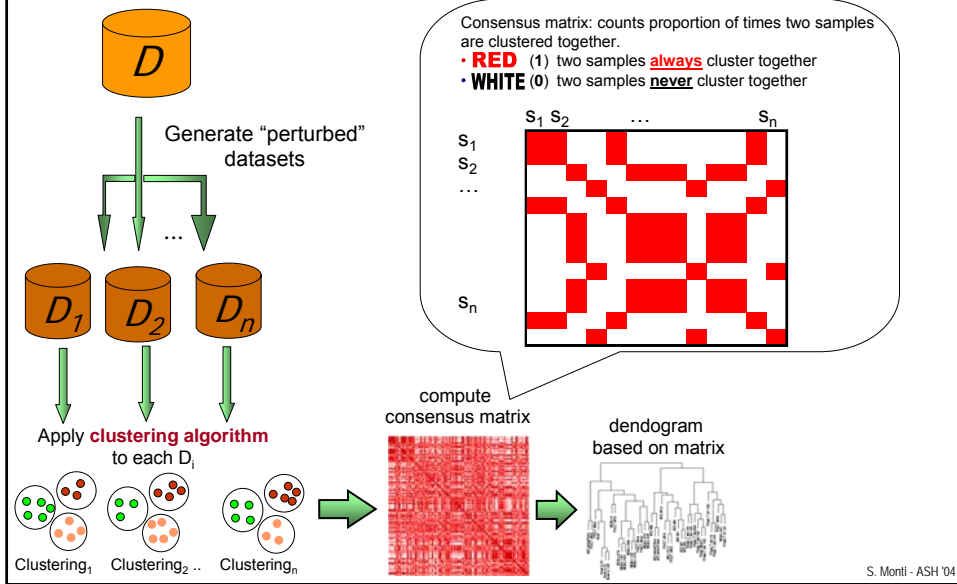 D
Generate “perturbed”
datasets
...
D1
D2
Dn
Apply clustering algorithm
to each Di
Clustering1
Clustering2 ..
Clusteringn
Consensus matrix: counts proportion of times two samples
are clustered together.
• RED (1) two samples always cluster together
• WHITE (0) two samples never cluster together
s1 s2 ... sn
s1
s2
...
sn
compute
consensus matrix
dendogram
based on matrix
S. Monti - ASH '04